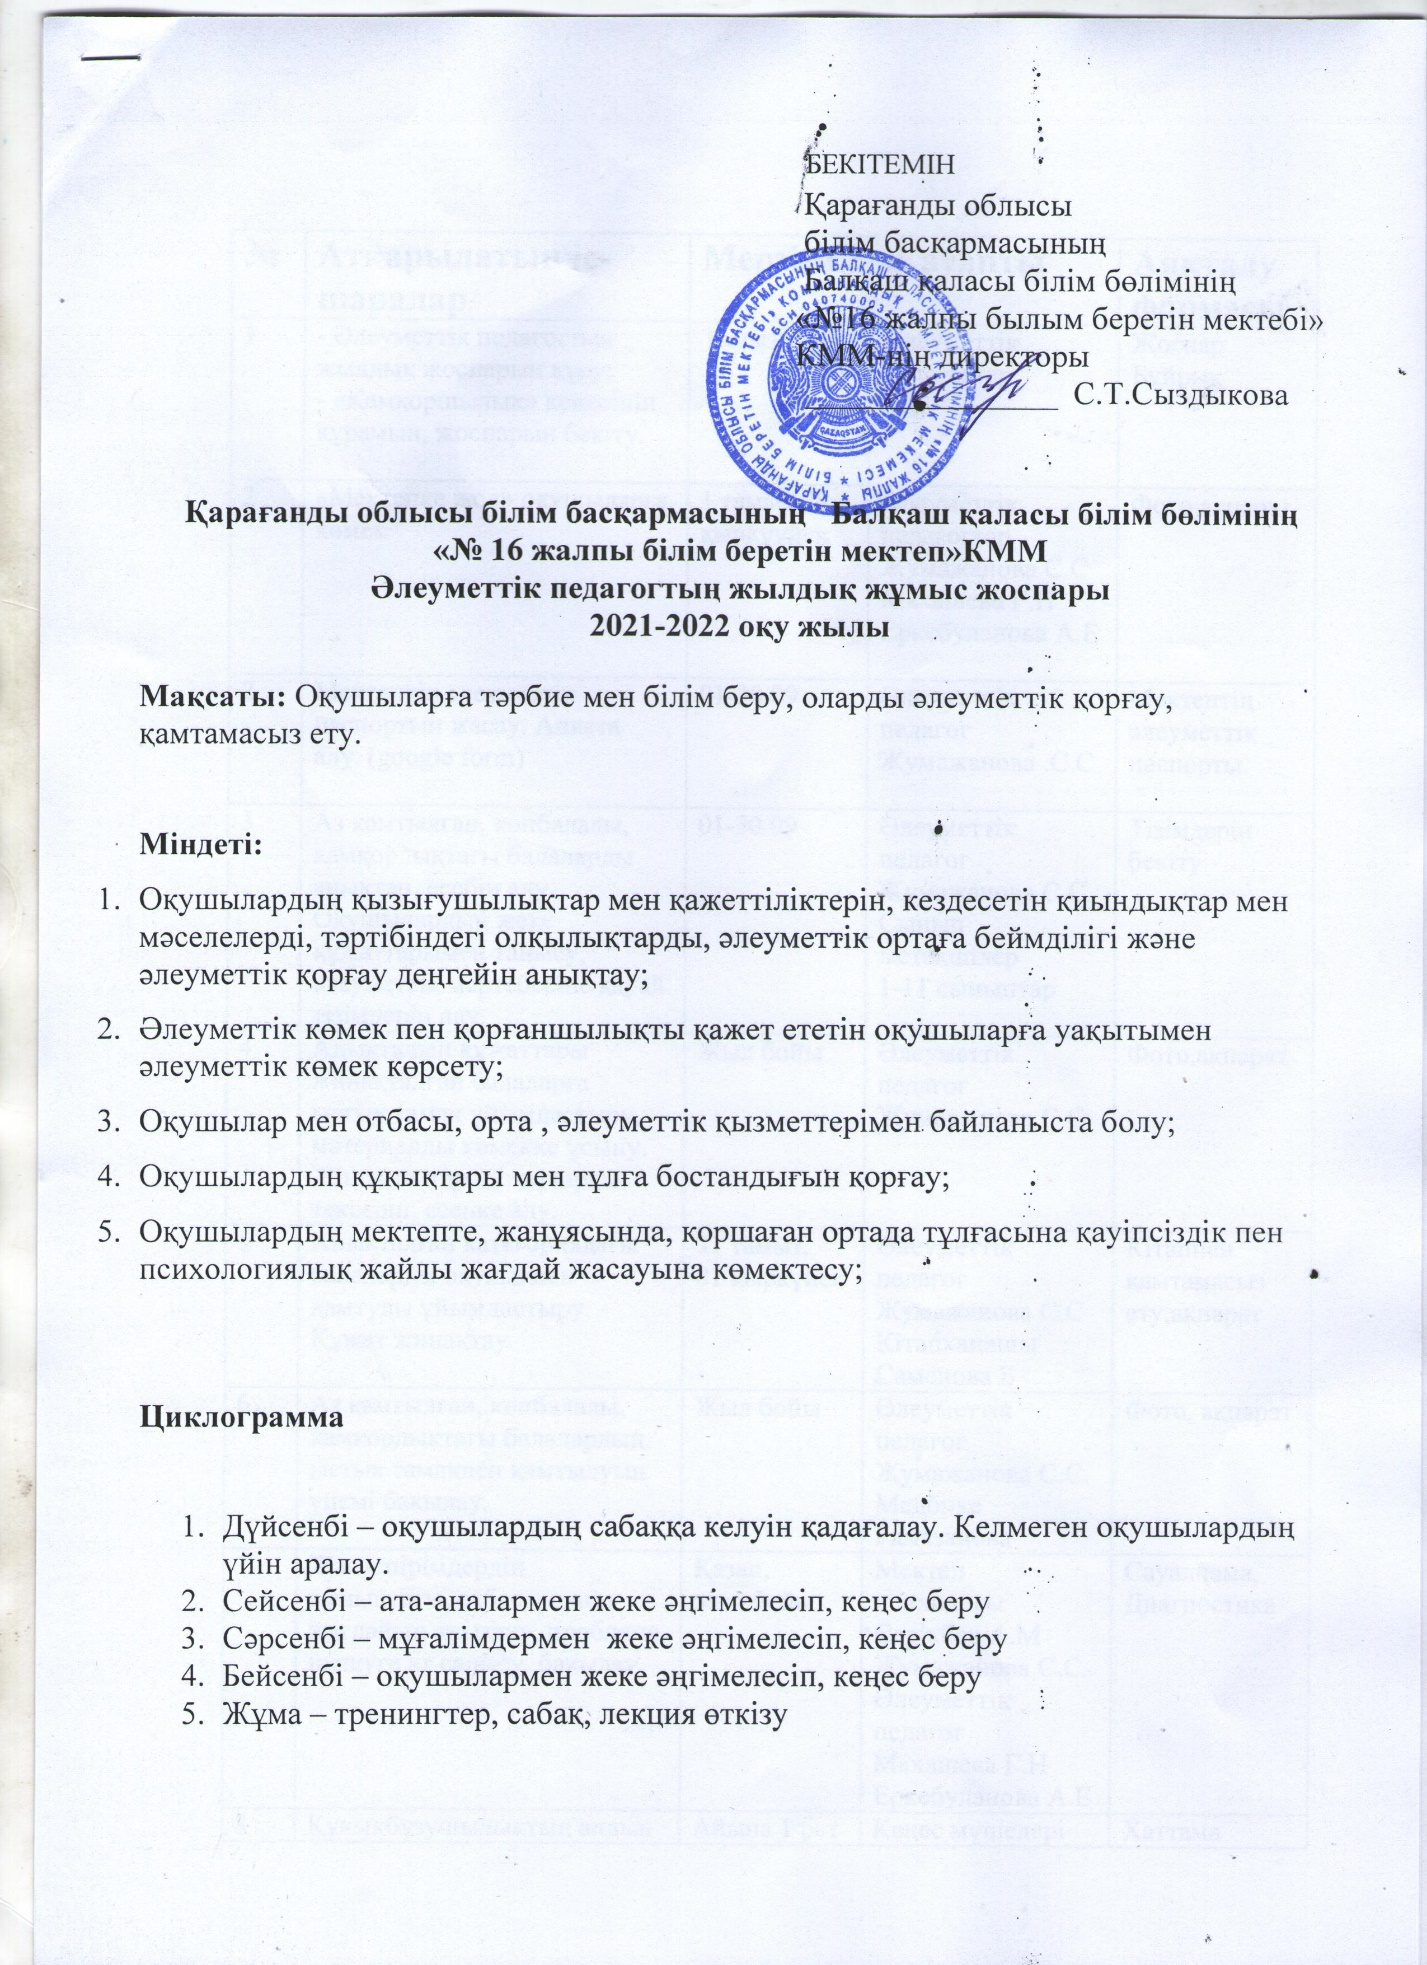 БЕКІТЕМІН
Қарағанды облысы
білім басқармасының
Балқаш қаласы білім бөлімінің
«№16 жалпы былым беретін мектебі»
КММ-нің директоры
С.Т.Сыздыкова
QAZAQSTAN
Қарағанды облысы білім басқармасының Балқаш қаласы білім бөлімінің
«№ 16 жалпы білім беретін мектеп»КММ
Әлеуметтік педагогтың жылдық жұмыс жоспары
2021-2022 оқу жылы
Мақсаты: Оқушыларға тәрбие мен білім беру, оларды әлеуметтік қорғау,
қамтамасыз ету.
Міндеті:
1. Оқушылардың қызығушылықтар мен қажеттіліктерін, кездесетін қиындықтар мен
мәселелерді, тәртібіндегі олқылықтарды, әлеуметтік ортаға беймділігі және
әлеуметтік қорғау деңгейін анықтау;
2. Әлеуметтік көмек пен қорғаншылықты қажет ететін оқушыларға уақытымен
әлеуметтік көмек көрсету;
3. Оқушылар мен отбасы, орта , әлеуметтік қызметтерімен байланыста болу;
4. Оқушылардың құқықтары мен тұлға бостандығын қорғау;
5. Оқушылардың мектепте, жанұясында, қоршаған ортада тұлғасына қауіпсіздік пен
психологиялық жайлы жағдай жасауына көмектесу;
Циклограмма
1. Дүйсенбі – оқушылардың сабаққа келуін қадағалау. Келмеген оқушылардың
үйін аралау.
2. Сейсенбі – ата-аналармен жеке әңгімелесіп, кеңес беру
3. Сәрсенбі – мұғалімдермен жеке әңгімелесіп, кеңес беру
4. Бейсенбі – оқушылармен жеке әңгімелесіп, кеңес беру
5. Жұма – тренингтер, сабақ, лекция өткізу